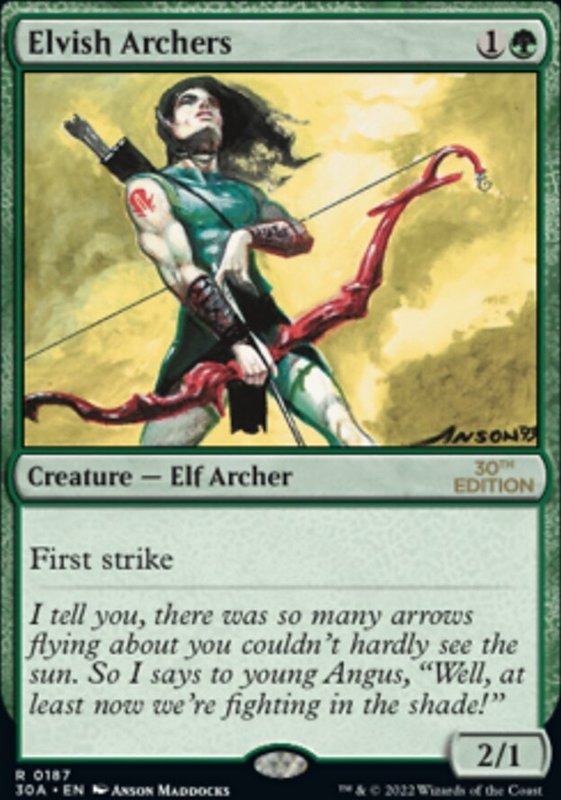 Elvish Archers 1
ANSON 93
Creature — Elf Archer
30TH
EDITION
First strike
I tell you, there was so many arrows
flying about you couldn't hardly see the
sun. So I says to young Angus, “Well, at
least now we're fighting in the shade!”
2/1
R 0187
30A • EN Anson Maddocks
™ & © 2022 Wizards of the Coast